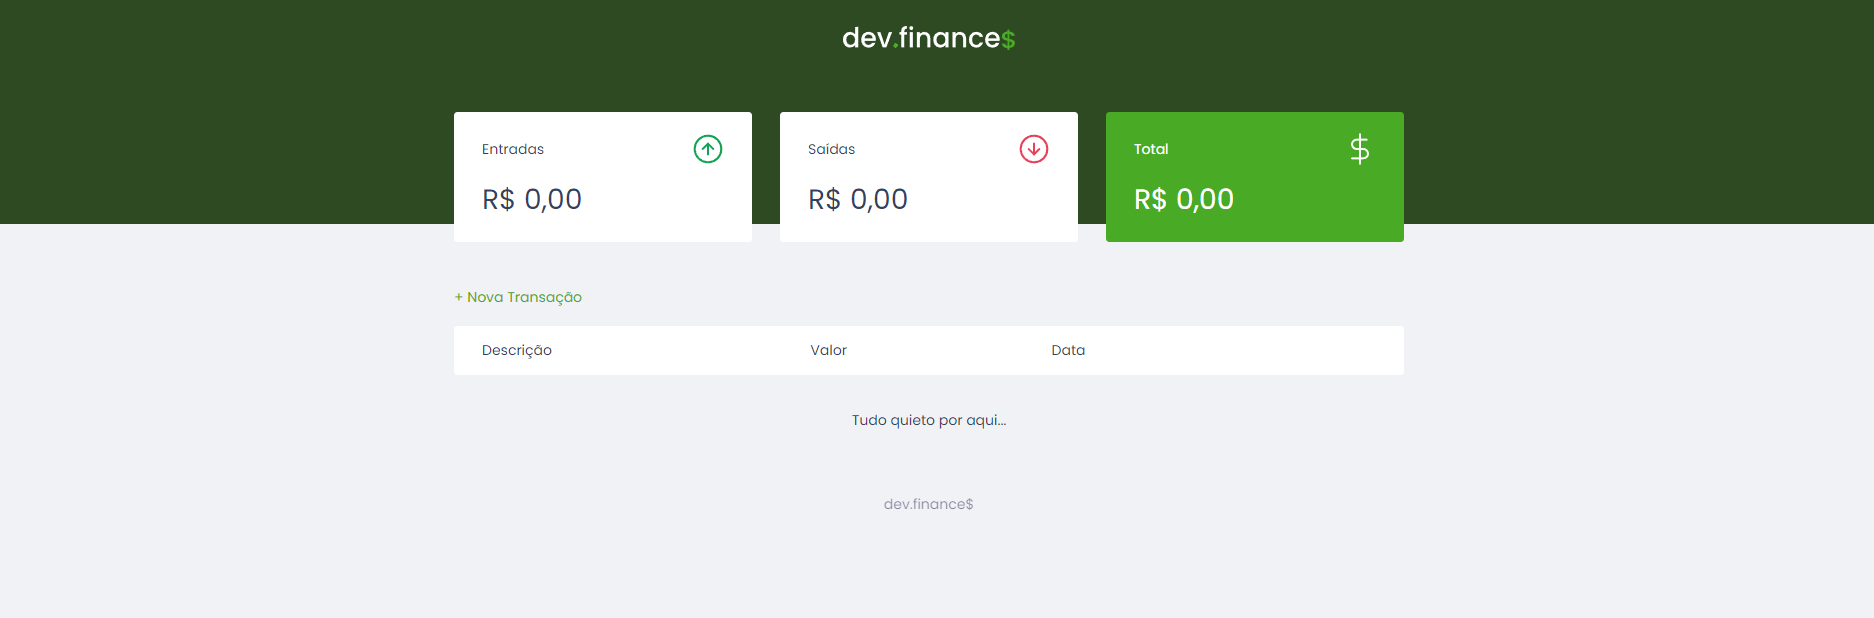 dev.finance$
Entradas
R$ 0,00
Saídas
R$ 0,00
Total
$
R$ 0,00
+ Nova Transação
Descrição Valor Data
Tudo quieto por aqui...
dev.finance$